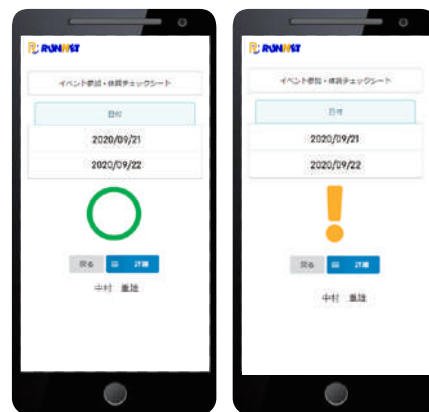 RUNNET
イベント参加・体調チェックシート
日付
2020/09/21
2020/09/22
戻る 詳細
中村 重雄
RUNNET
イベント参加・体調チェックシート
日付
2020/09/21
2020/09/22
戻る 詳細
中村 重雄